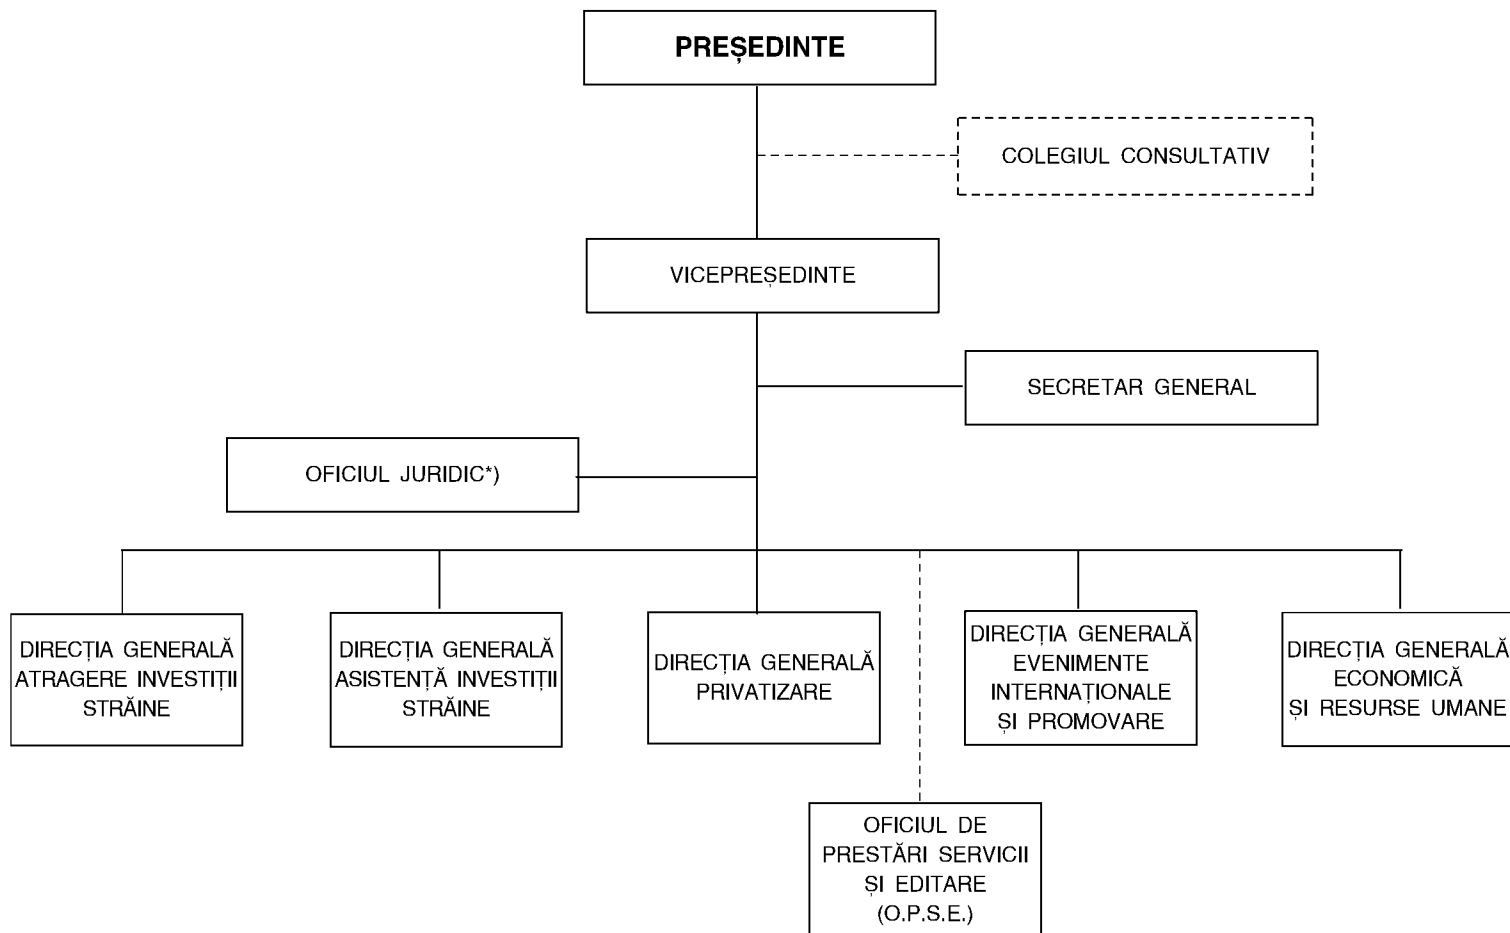 PREȘEDINTE
COLEGIUL CONSULTATIV
VICEPREȘEDINTE
SECRETAR GENERAL
OFICIUL JURIDIC*)
DIRECȚIA GENERALĂ
ATRAGERE INVESTIȚII
STRĂINE
DIRECȚIA GENERALĂ
ASISTENȚĂ INVESTIȚII
STRĂINE
DIRECȚIA GENERALĂ
PRIVATIZARE
DIRECȚIA GENERALĂ
EVENIMENTE
INTERNAȚIONALE
ȘI PROMOVARE
DIRECȚIA GENERALĂ
ECONOMICĂ
ȘI RESURSE UMANE
OFICIUL DE
PRESTĂRI SERVICII
ȘI EDITARE
(O.P.S.E.)